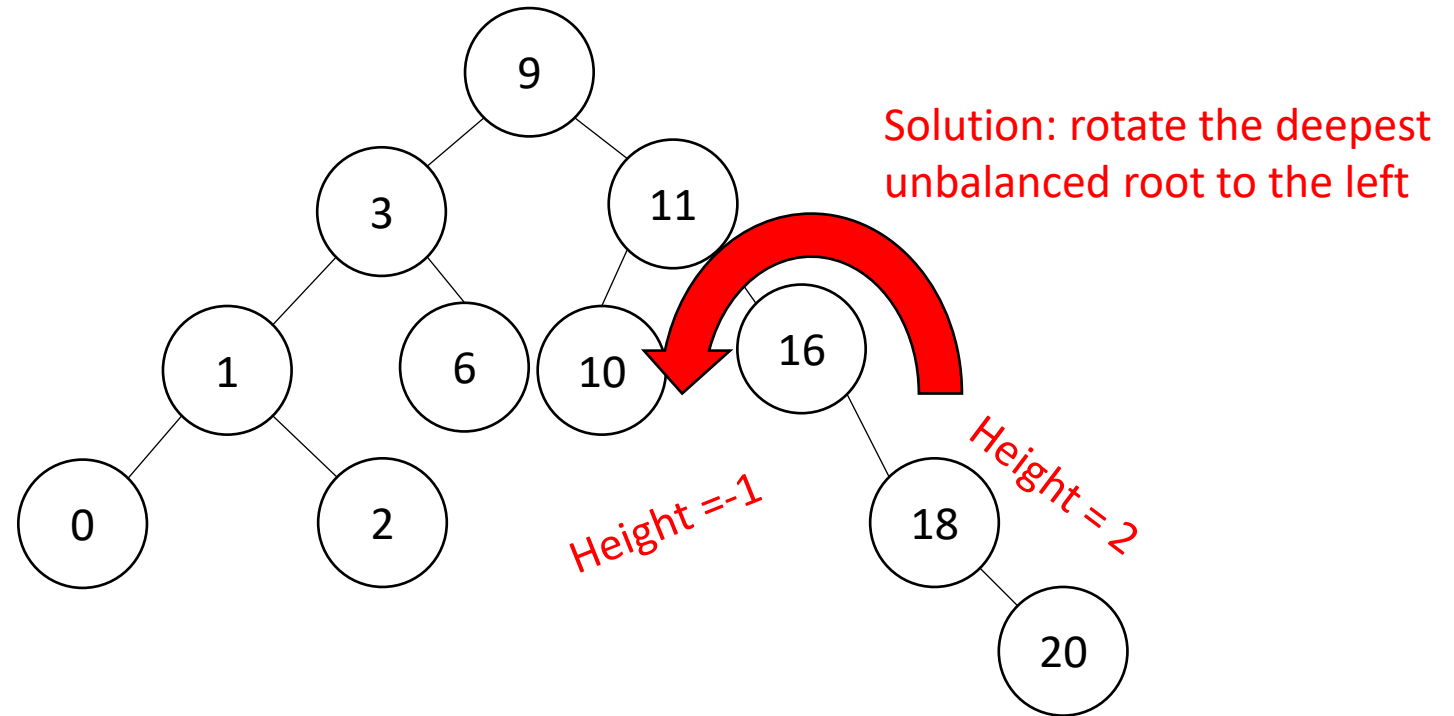 9
Solution: rotate the deepest
unbalanced root to the left
3
11
1
6
10
16
Height =-1
Height = 2
0
2
18
20